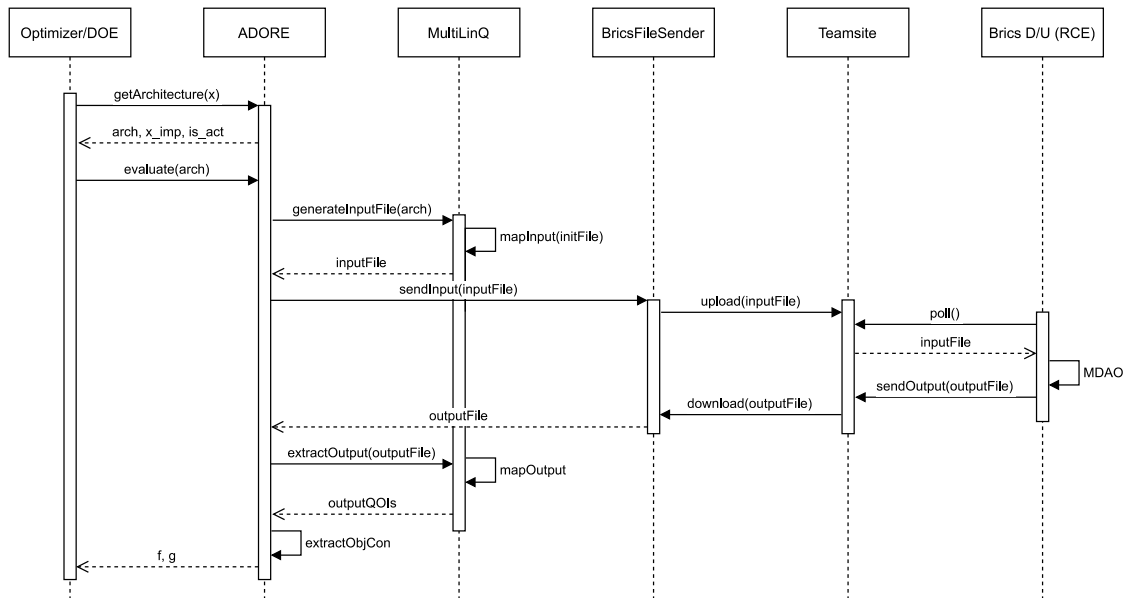 Optimizer/DOE
ADORE
MultiLinQ
BricsFileSender
Teamsite
Brics D/U (RCE)
getArchitecture(x)
arch, x_imp, is_act
evaluate(arch)
generateInputFile(arch)
mapInput(initFile)
inputFile
sendInput(inputFile)
upload(inputFile)
poll()
inputFile
MDAO
sendOutput(outputFile)
download(outputFile)
outputFile
extractOutput(outputFile)
mapOutput
outputQOIs
extractObjCon
f, g